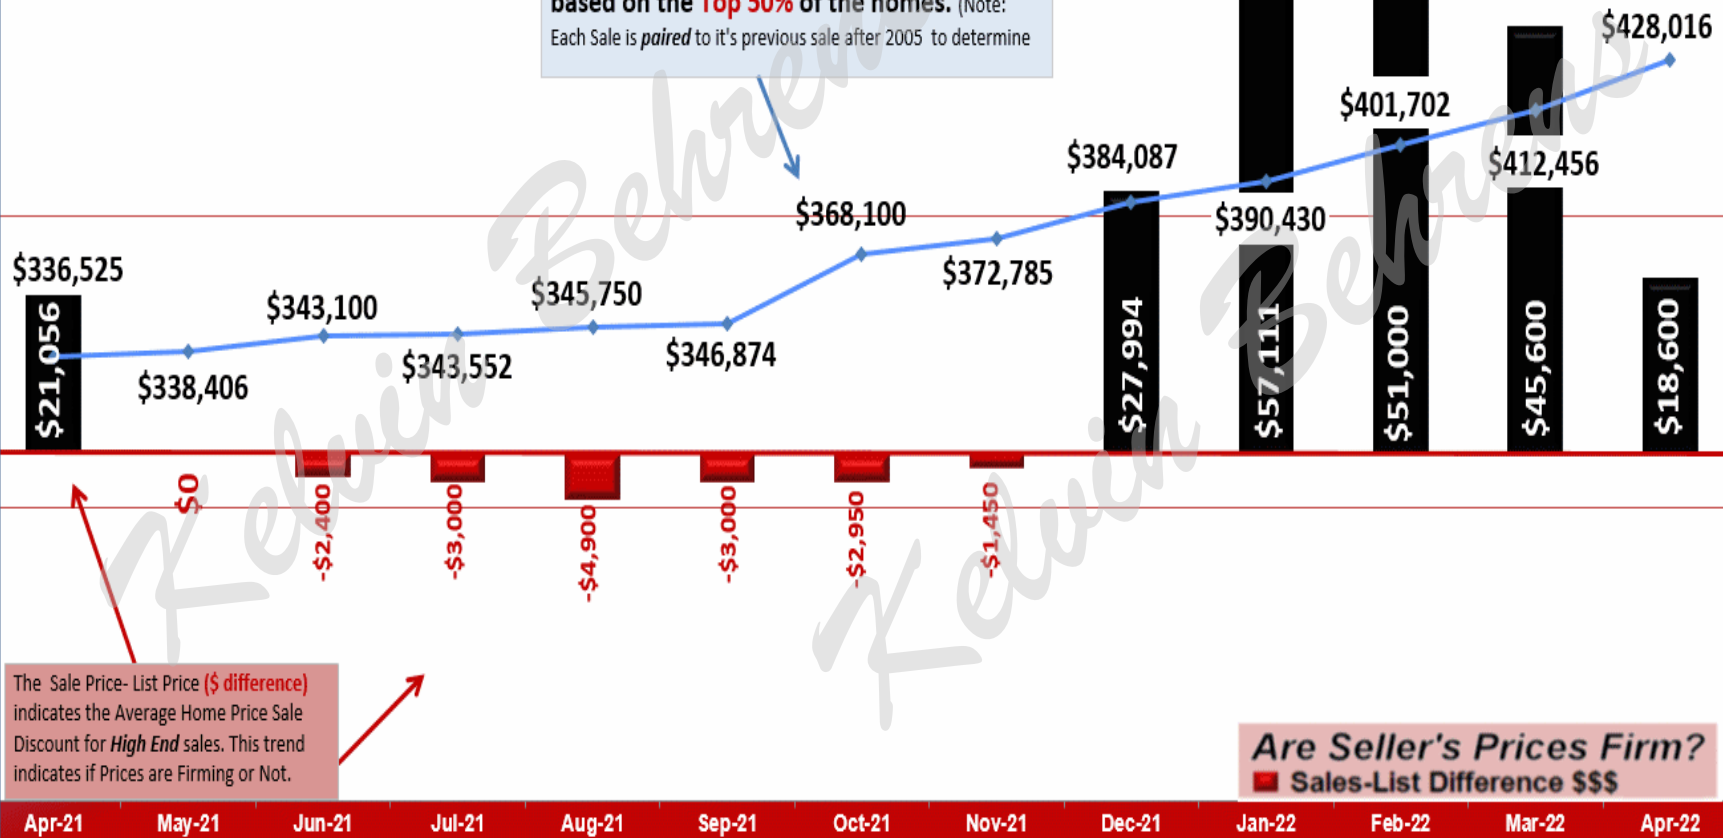 based on the Top 50% of the homes. (Note:
Each Sale is paired to it's previous sale after 2005 to determine
$428,016
$401,702
$412,456
$384,087
$390,430
$368,100
$372,785
$336,525
$343,100
$345,750
$338,406
$343,552
$346,874
$21,056
$27,994
$57,111
$51,000
$45,600
$18,600
$0
-$2,400
-$3,000
-$4,900
-$3,000
-$2,950
-$1,450
Kelvin Behrens
Kelvin Behrens
The Sale Price- List Price ($ difference)
indicates the Average Home Price Sale
Discount for High End sales. This trend
indicates if Prices are Firming or Not.
Are Seller's Prices Firm?
Sales-List Difference $$$
Apr-21 May-21 Jun-21 Jul-21 Aug-21 Sep-21 Oct-21 Nov-21 Dec-21 Jan-22 Feb-22 Mar-22 Apr-22